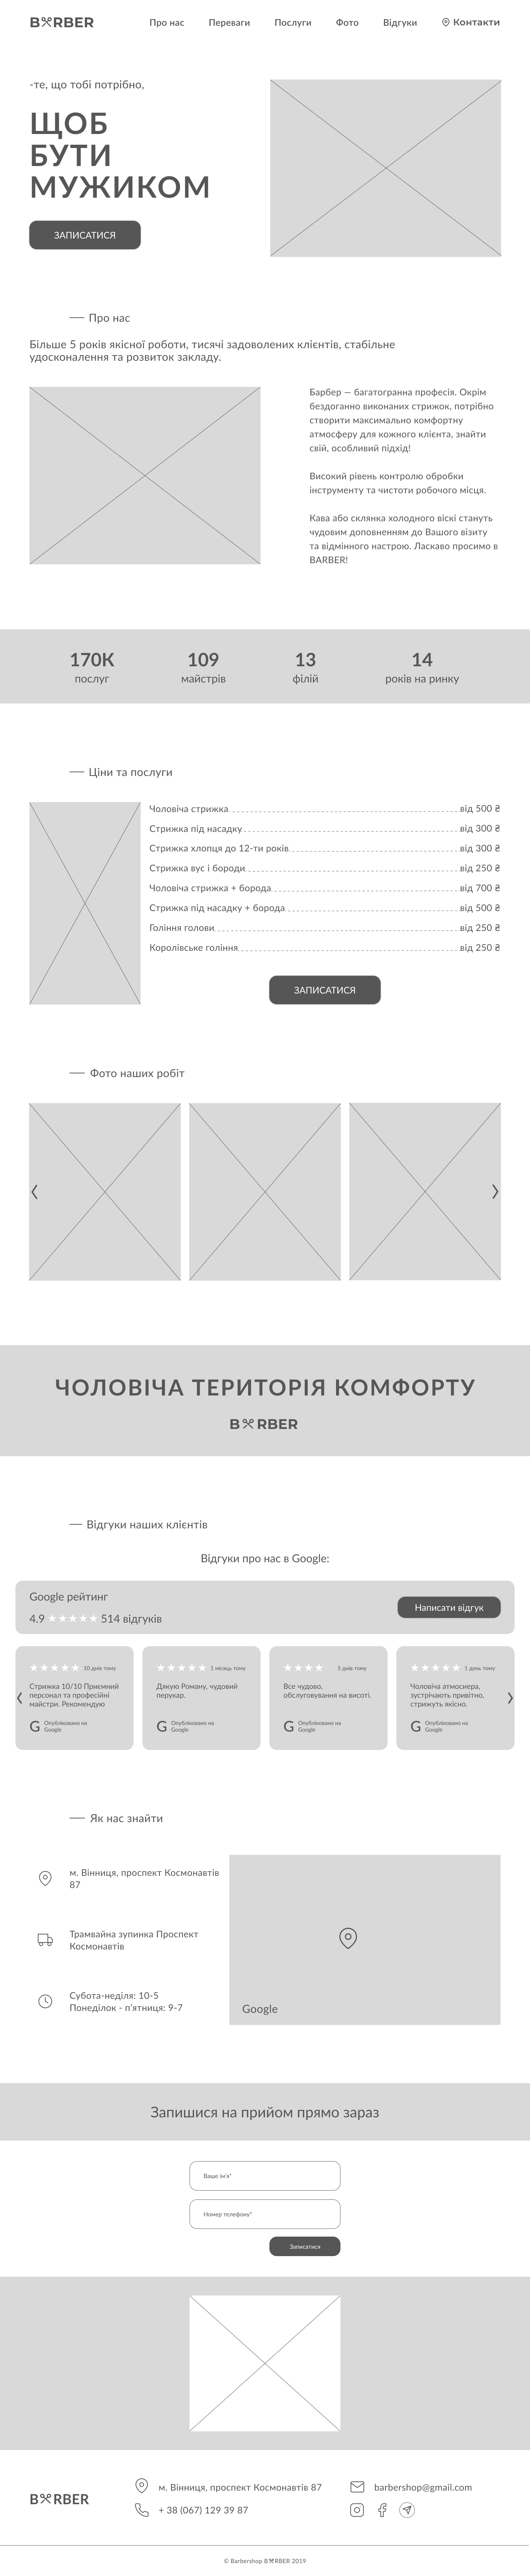 B RBER
Про нас
Переваги
Послуги
Фото
Відгуки
Контакти
-те, що тобі потрібно,
ЩОБ
БУТИ
МУЖИКОМ
ЗАПИСАТИСЯ
Про нас
Більше 5 років якісної роботи, тисячі задоволених клієнтів, стабільне
удосконалення та розвиток закладу.
Барбер — багатогранна професія. Окрім
бездоганно виконаних стрижок, потрібно
створити максимально комфортну
атмосферу для кожного клієнта, знайти
свій, особливий підхід!
Високий рівень контролю обробки
інструменту та чистоти робочого місця.
Кава або склянка холодного віскі стануть
чудовим доповненням до Вашого візиту
та відмінного настрою. Ласкаво просимо в
BARBER!
170K
послуг
109
майстрів
13
філій
14
років на ринку
Ціни та послуги
Чоловіча стрижка від 500 ₴
Стрижка під насадку від 300 ₴
Стрижка хлопця до 12-ти років від 300 ₴
Стрижка вус і бороди від 250 ₴
Чоловіча стрижка + борода від 700 ₴
Стрижка під насадку + борода від 500 ₴
Гоління голови від 250 ₴
Королівське гоління від 250 ₴
ЗАПИСАТИСЯ
Фото наших робіт
ЧОЛОВІЧА ТЕРИТОРІЯ КОМФОРТУ
B RBER
Відгуки наших клієнтів
Відгуки про нас в Google:
Google рейтинг
4.9 ★★★★★ 514 відгуків
Написати відгук
★★★★★ 10 днів тому
Стрижка 10/10 Приємний
персонал та професійні
майстри. Рекомендую
G Опубліковано на
Google
★★★★★ 1 місяць тому
Дякую Роману, чудовий
перукар.
G Опубліковано на
Google
★★★★ 5 днів тому
Все чудово,
обслуговування на висоті.
G Опубліковано на
Google
★★★★★ 1 день тому
Чоловіча атмосиера,
зустрічають привітно,
стрижуть якісно.
G Опубліковано на
Google
Як нас знайти
м. Вінниця, проспект Космонавтів
87
Трамвайна зупинка Проспект
Космонавтів
Субота-неділя: 10-5
Понеділок - п'ятниця: 9-7
Google
Запишися на прийом прямо зараз
Ваше ім'я*
Номер телефону*
Записатися
B RBER
м. Вінниця, проспект Космонавтів 87
+ 38 (067) 129 39 87
barbershop@gmail.com
© Barbershop B RBER 2019